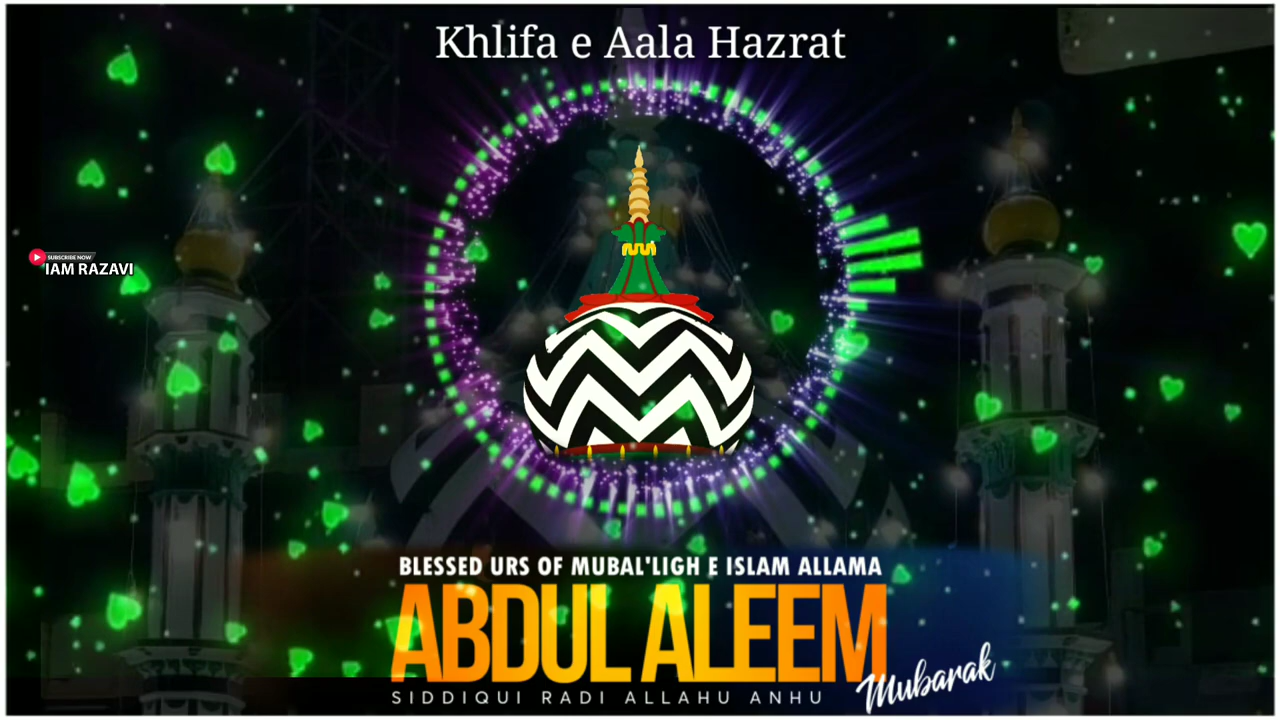 Khlifa e Aala Hazrat
SUBSCRIBE NOW
IAM RAZAVI
BLESSED URS OF MUBAL'LIGH E ISLAM ALLAMA
ABDUL ALEEM
SIDDIQUI RADI ALLAHU ANHU
Mubarak